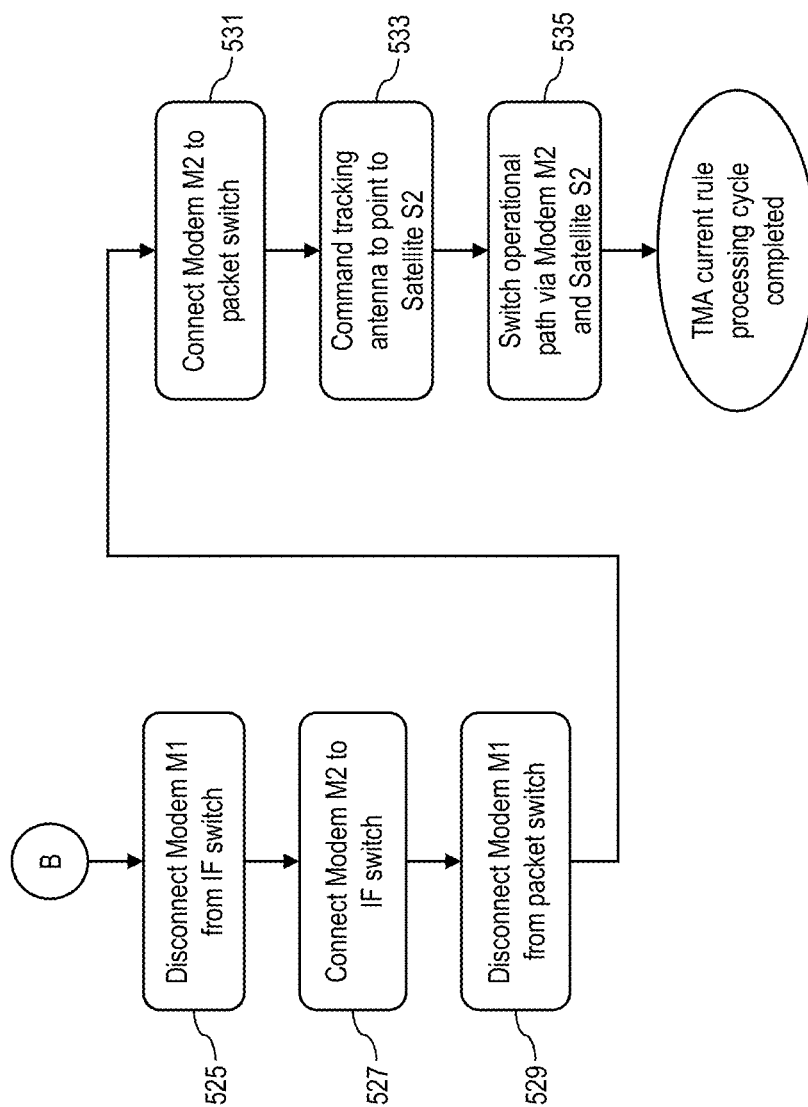 B
525
Disconnect Modem M1
from IF switch
527
Connect Modem M2 to
IF switch
529
Disconnect Modem M1
from packet switch
531
Connect Modem M2 to
packet switch
533
Command tracking
antenna to point to
Satellite S2
535
Switch operational
path via Modem M2
and Satellite S2
TMA current rule
processing cycle
completed